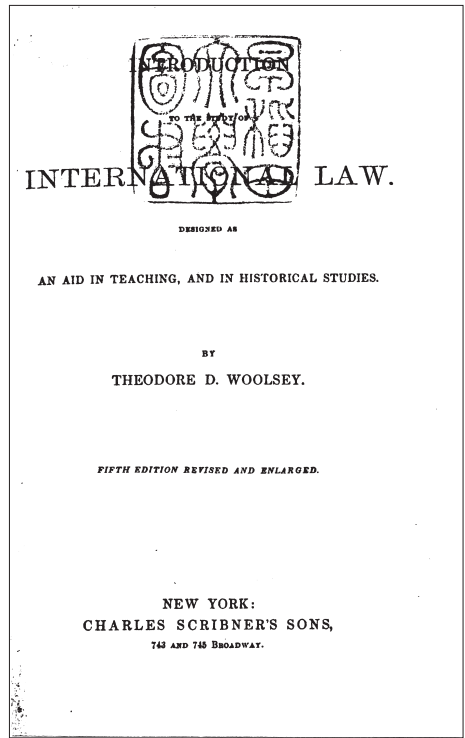 INTRODUCTION
TO THE STUDY OF
INTERNATIONAL LAW.
DESIGNED AS
AN AID IN TEACHING, AND IN HISTORICAL STUDIES.
BY
THEODORE D. WOOLSEY.
FIFTH EDITION REVISED AND ENLARGED.
NEW YORK:
CHARLES SCRIBNER'S SONS,
743 AND 745 BROADWAY.